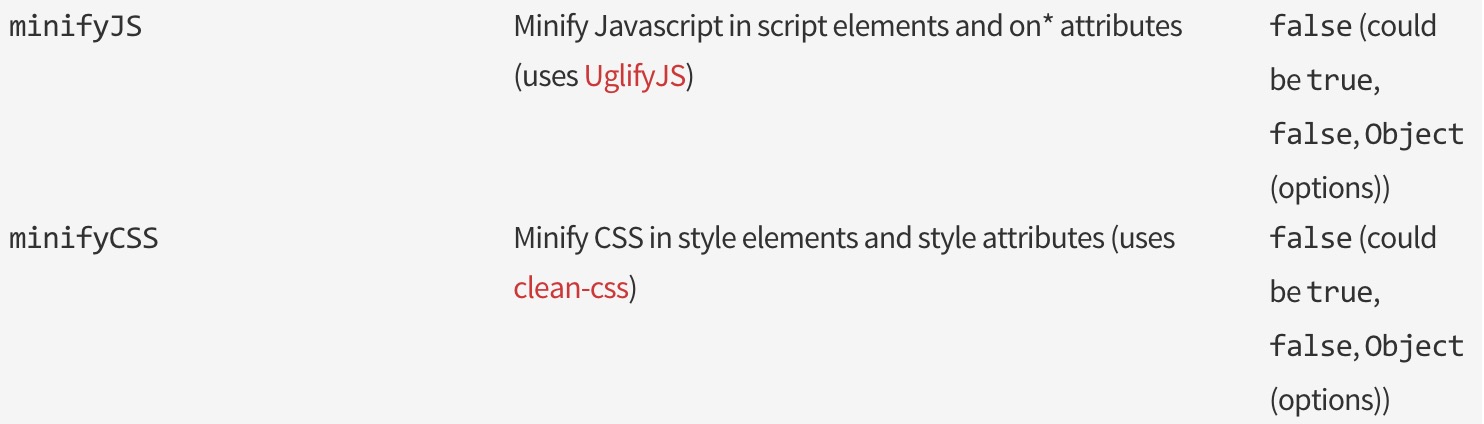 minifyJS
Minify Javascript in script elements and on* attributes
(uses UglifyJS)
false (could
be true,
false, Object
(options))
minifyCSS
Minify CSS in style elements and style attributes (uses
clean-css)
false (could
be true,
false, Object
(options))